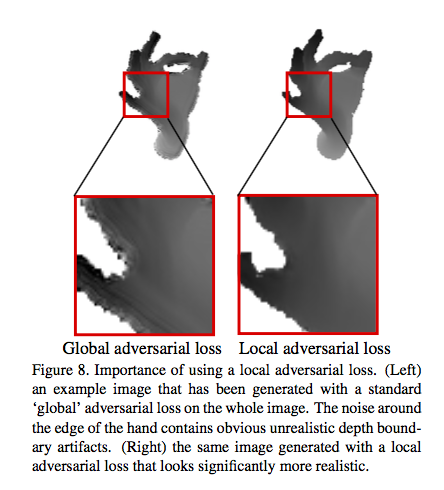 Global adversarial loss Local adversarial loss
Figure 8. Importance of using a local adversarial loss. (Left)
an example image that has been generated with a standard
‘global’ adversarial loss on the whole image. The noise around
the edge of the hand contains obvious unrealistic depth bound-
ary artifacts. (Right) the same image generated with a local
adversarial loss that looks significantly more realistic.